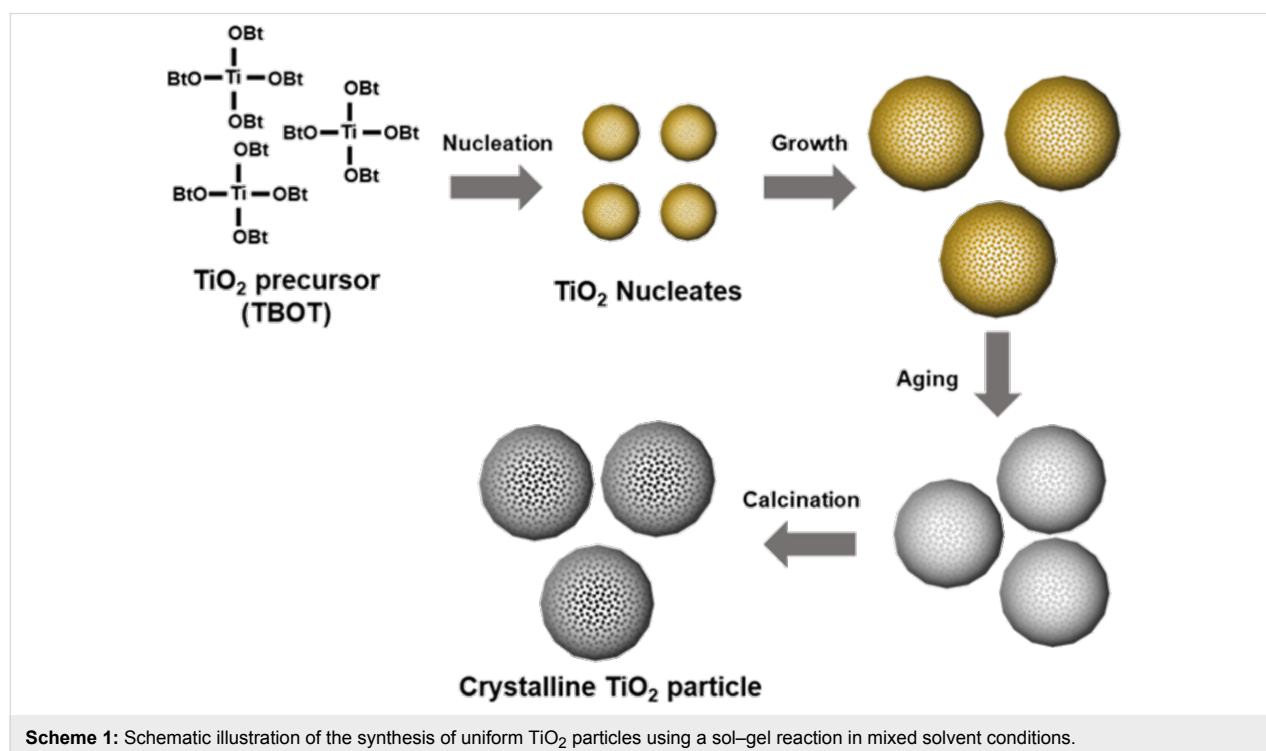 OBt
BtO Ti OBt
OBt
OBt
BtO Ti OBt
OBt
OBt
BtO Ti OBt
OBt
TiO₂ precursor
(TBOT)
Nucleation
TiO₂ Nucleates
Growth
Aging
Calcination
Crystalline TiO₂ particle
Scheme 1: Schematic illustration of the synthesis of uniform TiO₂ particles using a sol–gel reaction in mixed solvent conditions.